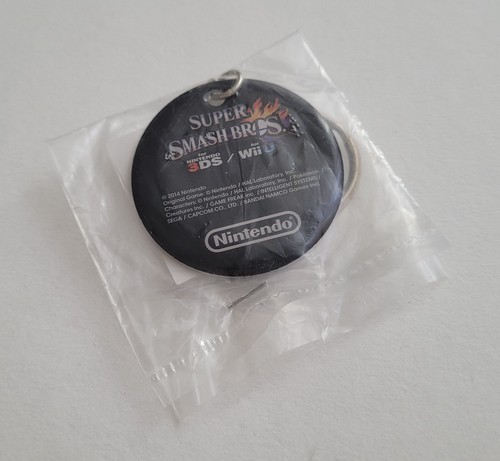 SUPER
SMASH BROS.
for NINTENDO 3DS / for Wii U
© 2014 Nintendo
Original Game: © Nintendo / HAL Laboratory, Inc.
Characters: © Nintendo / HAL Laboratory, Inc. / Pokémon. /
Creatures Inc. / GAME FREAK inc. / INTELLIGENT SYSTEMS /
SEGA / CAPCOM CO., LTD. / BANDAI NAMCO Games Inc.
Nintendo